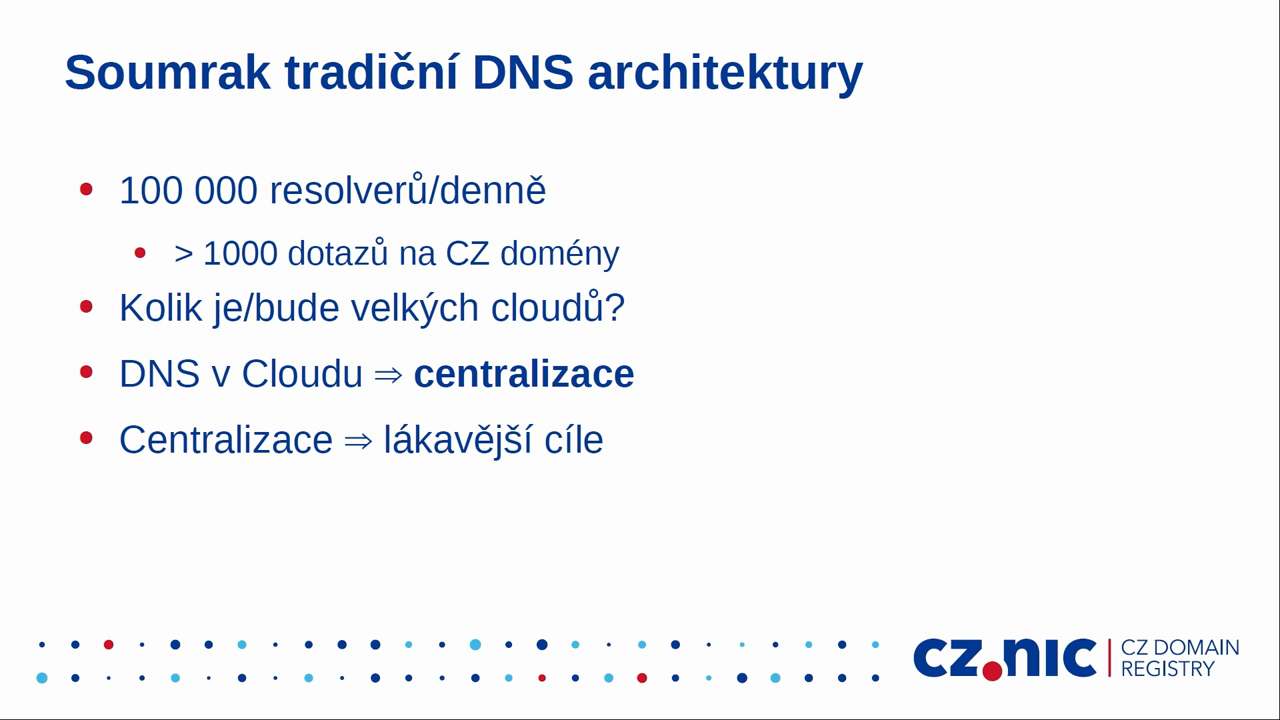 Soumrak tradiční DNS architektury
100 000 resolverů/denně
> 1000 dotazů na CZ domény
Kolik je/bude velkých cloudů?
DNS v Cloudu ⇒ centralizace
Centralizace ⇒ lákavější cíle
CZ.NIC
CZ DOMAIN
REGISTRY